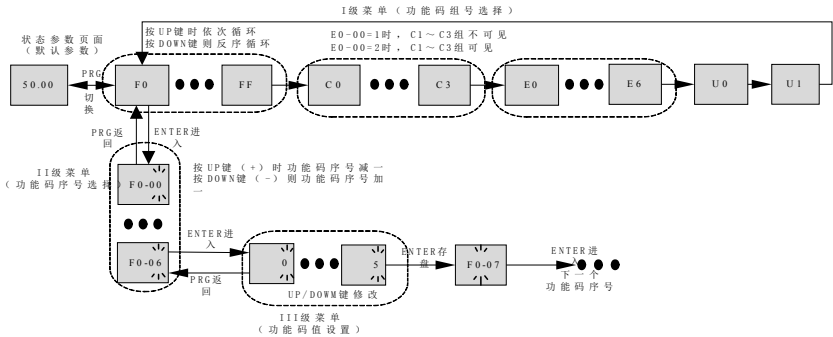 I级菜单（功能码组号选择）
状态参数页面
（默认参数）
按UP键时依次循环
按DOWN键则反序循环
E0-00=1时，C1～C3组不可见
E0-00=2时，C1～C3组可见
50.00
PRG
切
换
F0
FF
C0
C3
E0
E6
U0
U1
PRG返
回
ENTER进
入
II级菜单
（功能码序号选择）
F0-00
按UP键（+）时功能码序号减一
按DOWN键（-）则功能码序号加
一
F0-06
ENTER进
入
PRG返
回
0
5
UP/DOWM键修改
ENTER存
盘
F0-07
ENTER进
入
下一个
功能码序号
III级菜单
（功能码值设置）